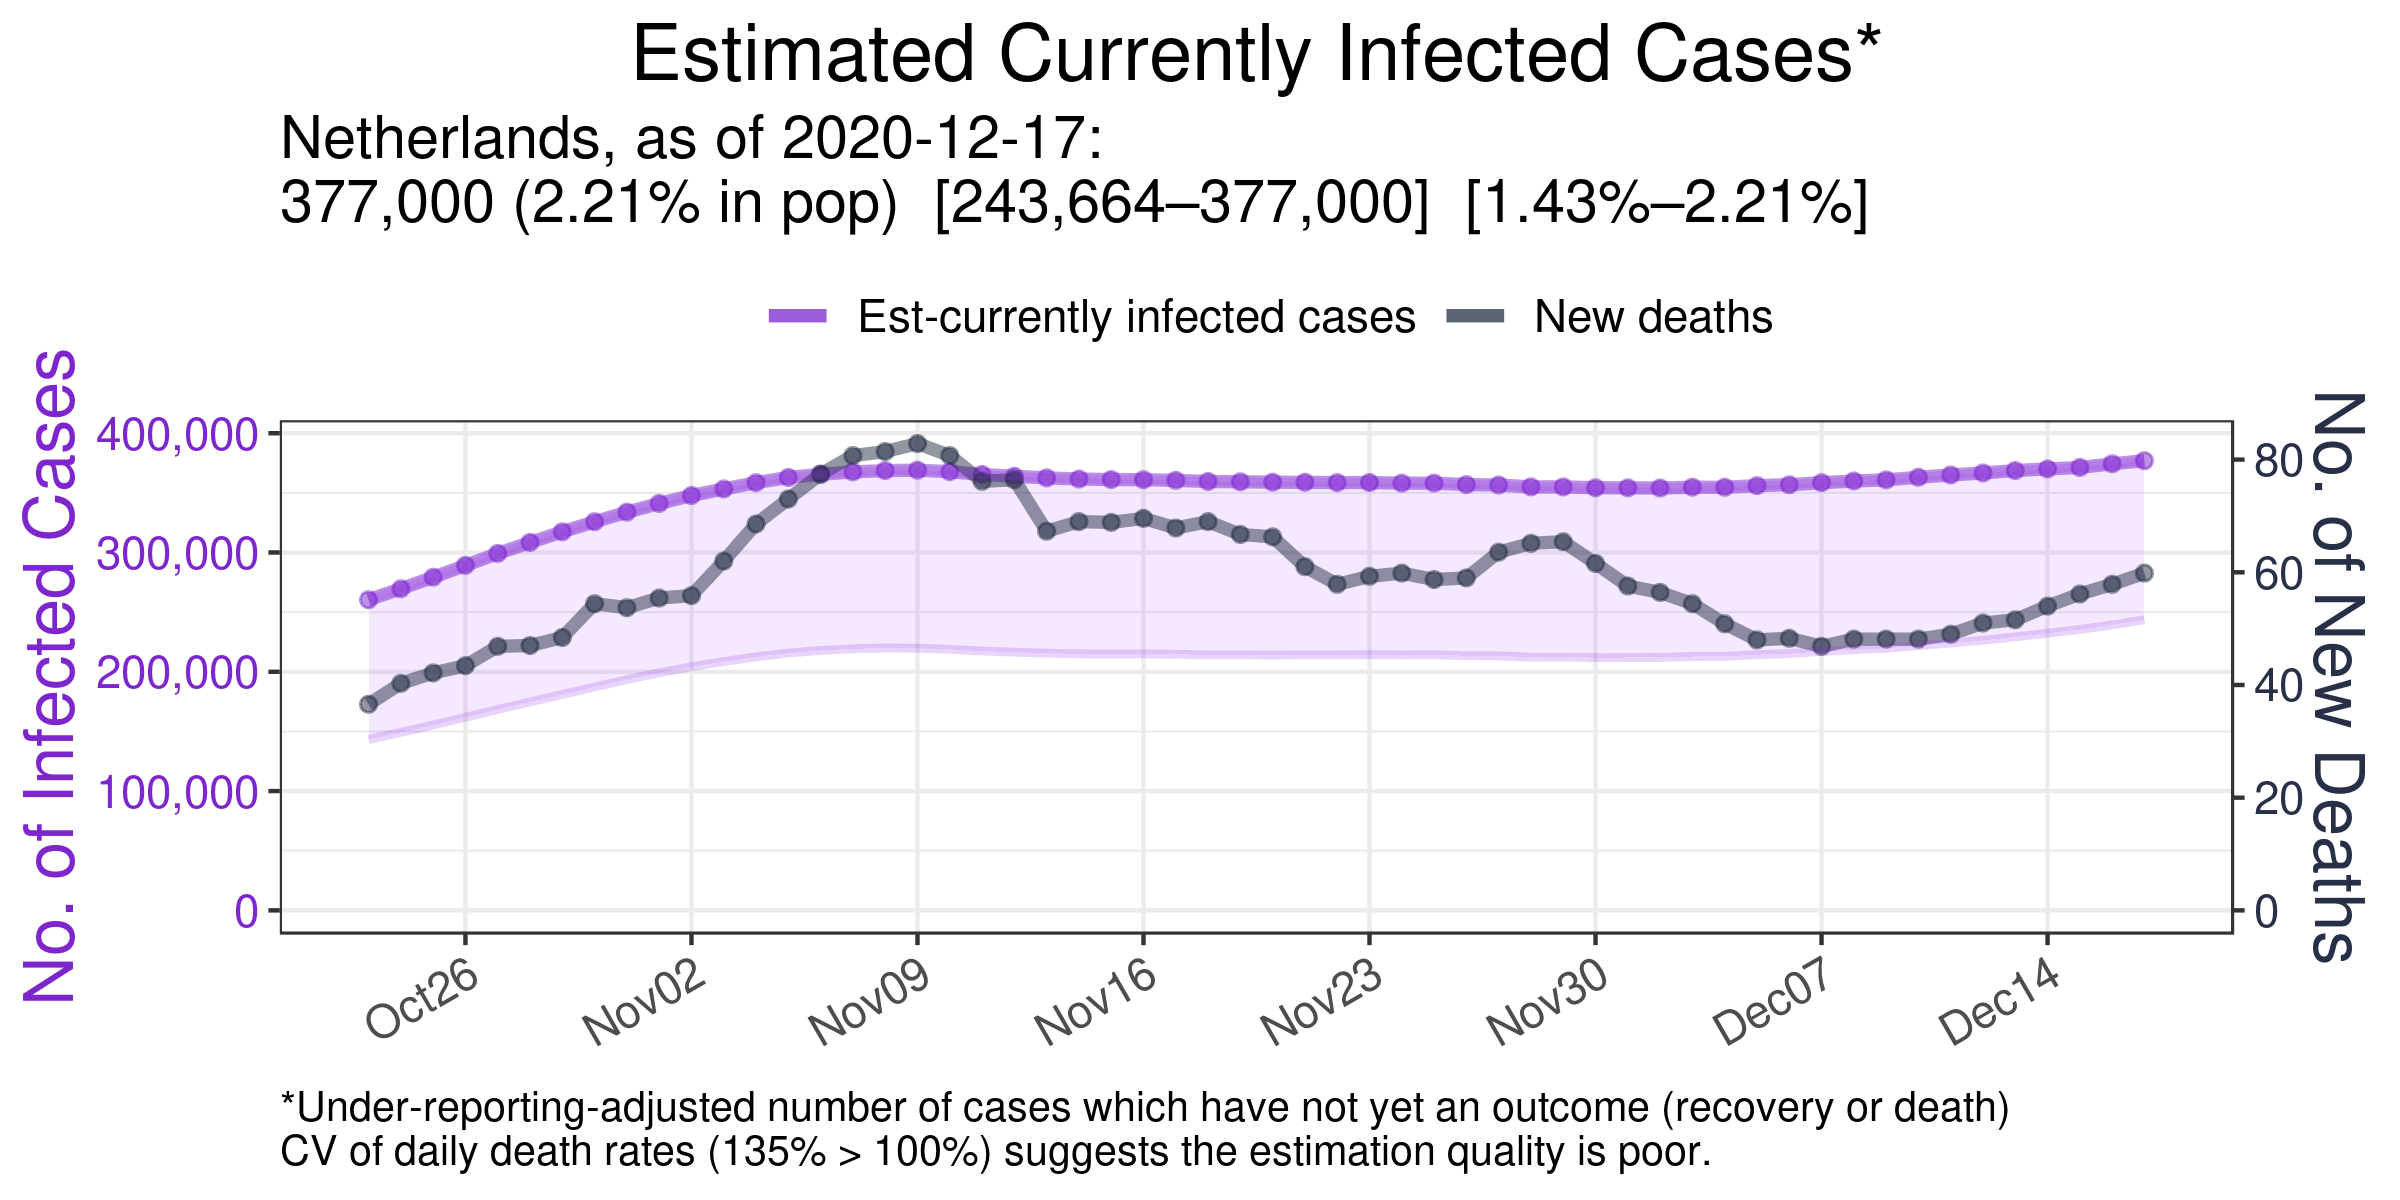 Estimated Currently Infected Cases*
Netherlands, as of 2020-12-17:
377,000 (2.21% in pop)  [243,664–377,000]  [1.43%–2.21%]
Est-currently infected cases
New deaths
No. of Infected Cases
400,000
300,000
200,000
100,000
0
80
60
40
20
0
No. of New Deaths
Oct26
Nov02
Nov09
Nov16
Nov23
Nov30
Dec07
Dec14
*Under-reporting-adjusted number of cases which have not yet an outcome (recovery or death)
CV of daily death rates (135% > 100%) suggests the estimation quality is poor.